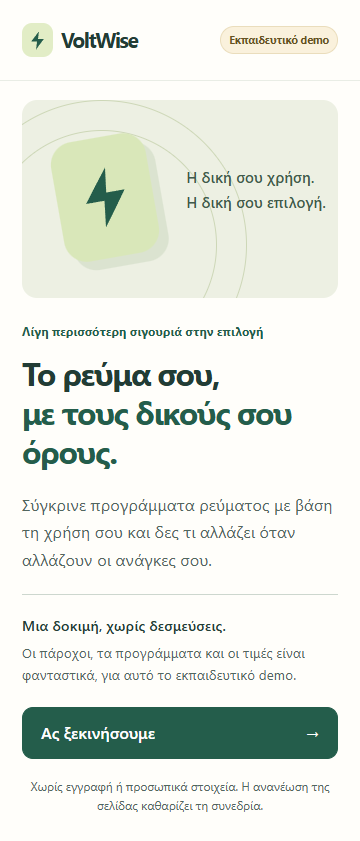 VoltWise
Εκπαιδευτικό demo
Η δική σου χρήση.
Η δική σου επιλογή.
Λίγη περισσότερη σιγουριά στην επιλογή
Το ρεύμα σου,
με τους δικούς σου
όρους.
Σύγκρινε προγράμματα ρεύματος με βάση
τη χρήση σου και δες τι αλλάζει όταν
αλλάζουν οι ανάγκες σου.
Μια δοκιμή, χωρίς δεσμεύσεις.
Οι πάροχοι, τα προγράμματα και οι τιμές είναι
φανταστικά, για αυτό το εκπαιδευτικό demo.
Ας ξεκινήσουμε →
Χωρίς εγγραφή ή προσωπικά στοιχεία. Η ανανέωση της
σελίδας καθαρίζει τη συνεδρία.